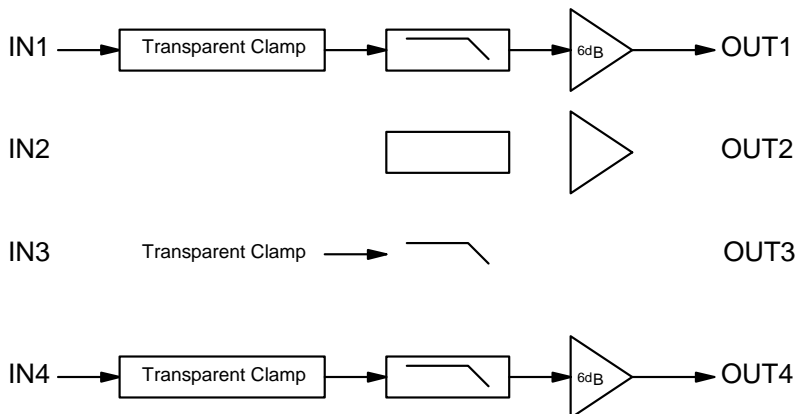 IN1 Transparent Clamp 6dB OUT1
IN2 OUT2
IN3 Transparent Clamp OUT3
IN4 Transparent Clamp 6dB OUT4